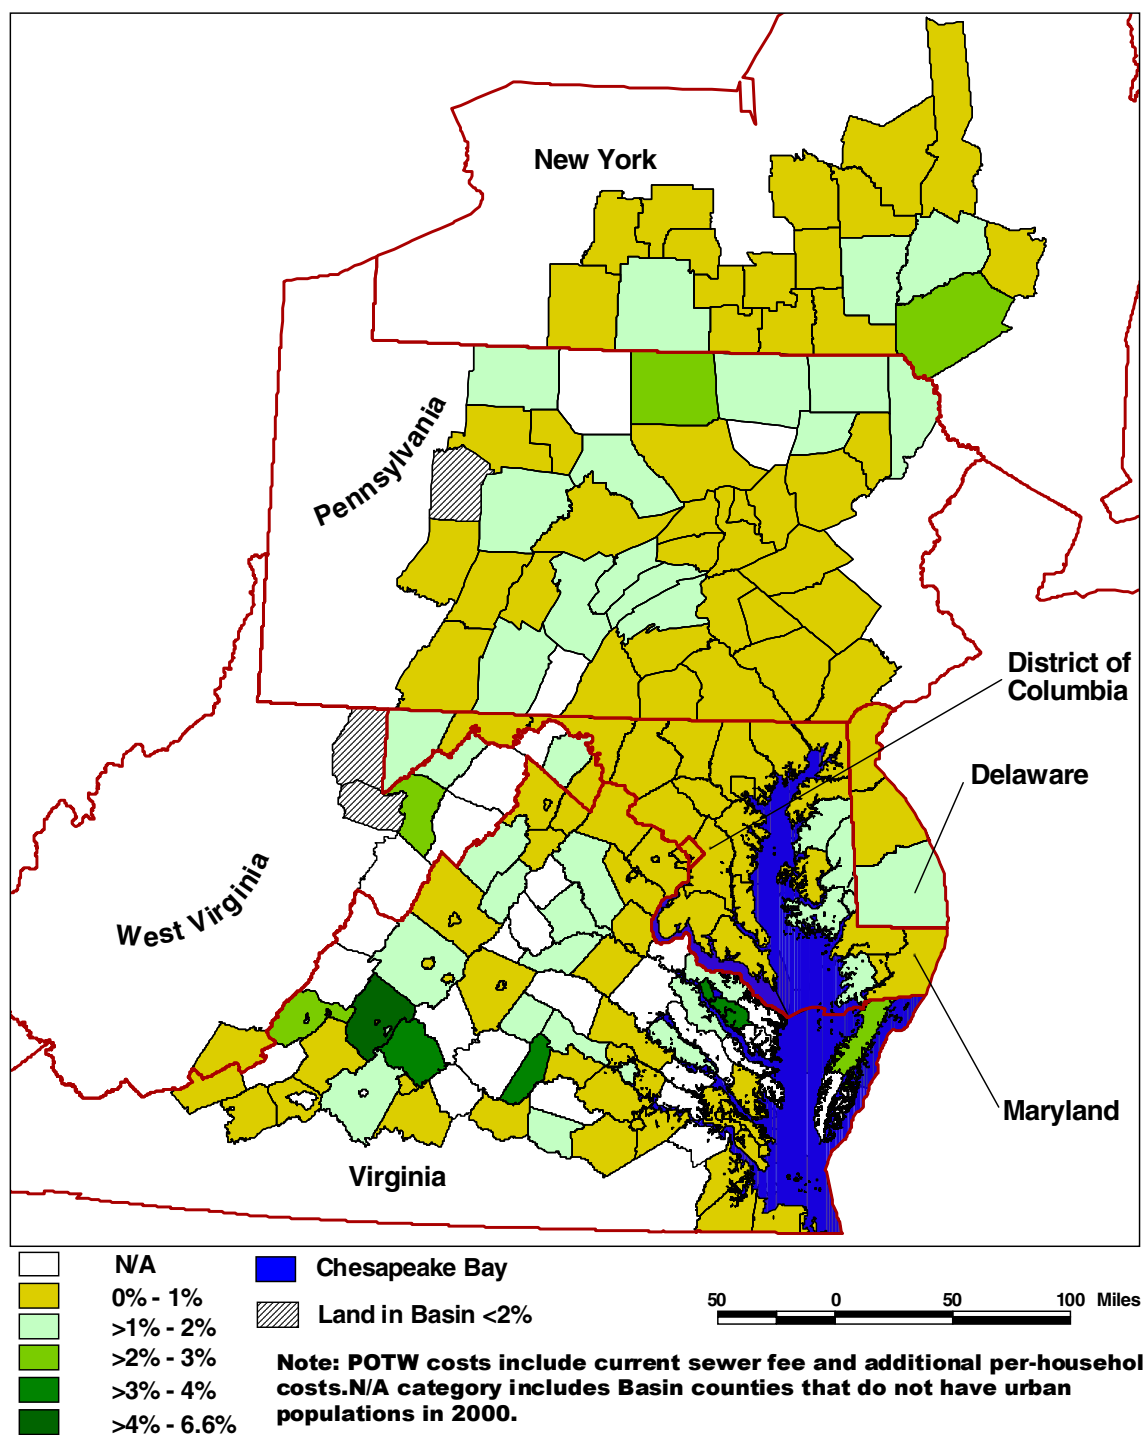 New York
Pennsylvania
District of
Columbia
Delaware
West Virginia
Maryland
Virginia
N/A
0% - 1%
>1% - 2%
>2% - 3%
>3% - 4%
>4% - 6.6%
Chesapeake Bay
Land in Basin <2%
50 0 50 100 Miles
Note: POTW costs include current sewer fee and additional per-househol
costs.N/A category includes Basin counties that do not have urban
populations in 2000.